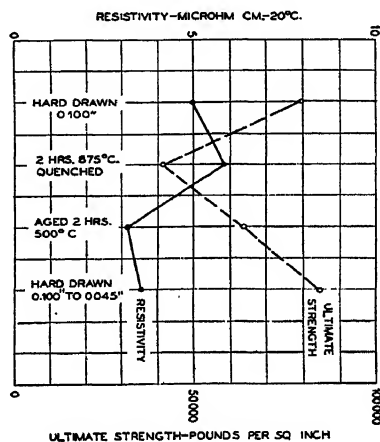 RESISTIVITY-MICROHM CM.-20°C.
0
5
10
HARD DRAWN
0.100"
2 HRS. 875°C.
QUENCHED
AGED 2 HRS.
500° C
HARD DRAWN
0.100" TO 0.045"
RESISTIVITY
ULTIMATE
STRENGTH
0
50000
100000
ULTIMATE STRENGTH-POUNDS PER SQ INCH